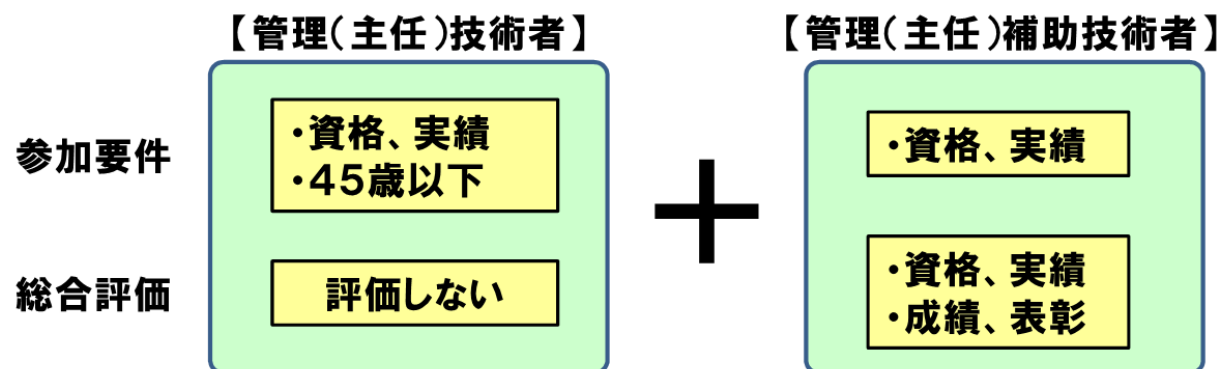 【管理(主任)技術者】
【管理(主任)補助技術者】
参加要件
・資格、実績
・45歳以下
・資格、実績
総合評価
評価しない
・資格、実績
・成績、表彰